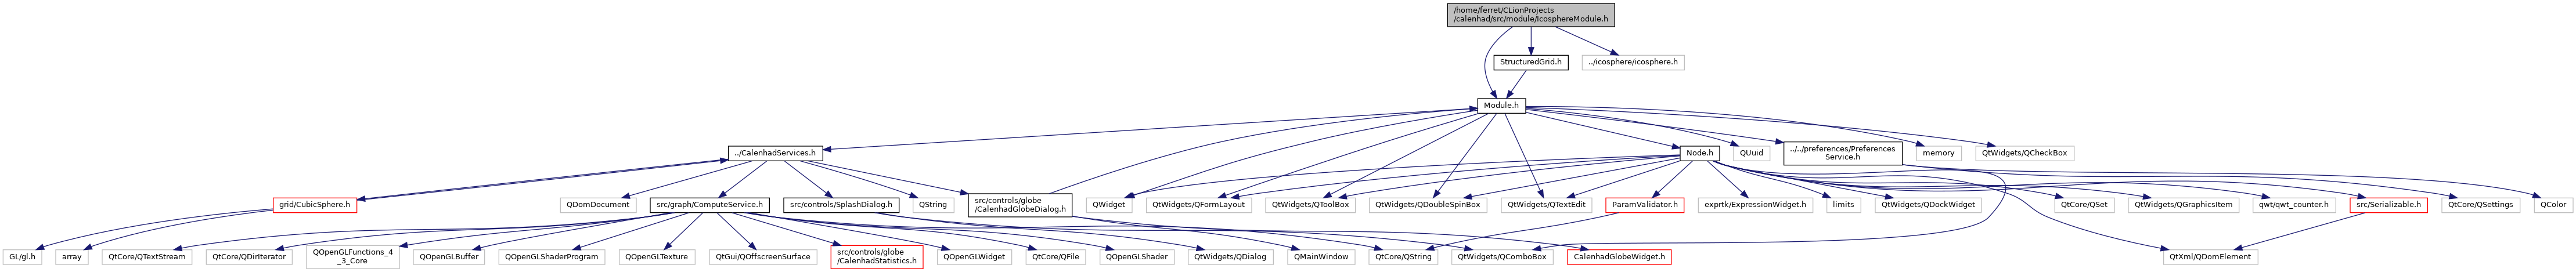 /home/ferret/CLionProjects
/calenhad/src/module/IcosphereModule.h
StructuredGrid.h
../icosphere/icosphere.h
Module.h
../CalenhadServices.h
Node.h
QUuid
../../preferences/Preferences
Service.h
memory
QtWidgets/QCheckBox
grid/CubicSphere.h
QDomDocument
src/graph/ComputeService.h
src/controls/SplashDialog.h
QString
src/controls/globe
/CalenhadGlobeDialog.h
QWidget
QtWidgets/QFormLayout
QtWidgets/QToolBox
QtWidgets/QDoubleSpinBox
QtWidgets/QTextEdit
ParamValidator.h
exprtk/ExpressionWidget.h
limits
QtWidgets/QDockWidget
QtCore/QSet
QtWidgets/QGraphicsItem
qwt/qwt_counter.h
src/Serializable.h
QtCore/QSettings
QColor
GL/gl.h
array
QtCore/QTextStream
QtCore/QDirIterator
QOpenGLFunctions_4
_3_Core
QOpenGLBuffer
QOpenGLShaderProgram
QOpenGLTexture
QtGui/QOffscreenSurface
src/controls/globe
/CalenhadStatistics.h
QOpenGLWidget
QtCore/QFile
QOpenGLShader
QtWidgets/QDialog
QMainWindow
QtCore/QString
QtWidgets/QComboBox
CalenhadGlobeWidget.h
QtXml/QDomElement